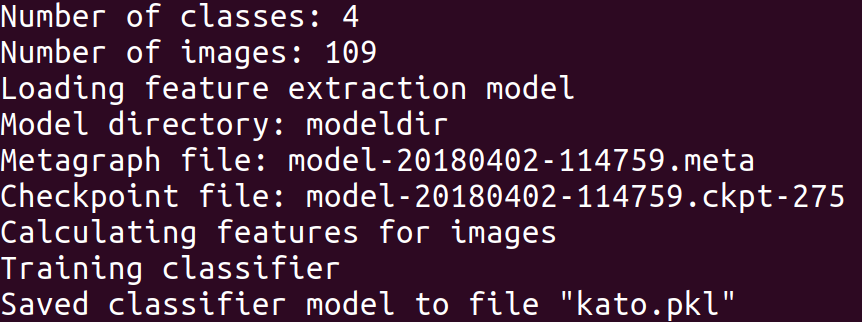 Number of classes: 4
Number of images: 109
Loading feature extraction model
Model directory: modeldir
Metagraph file: model-20180402-114759.meta
Checkpoint file: model-20180402-114759.ckpt-275
Calculating features for images
Training classifier
Saved classifier model to file "kato.pkl"